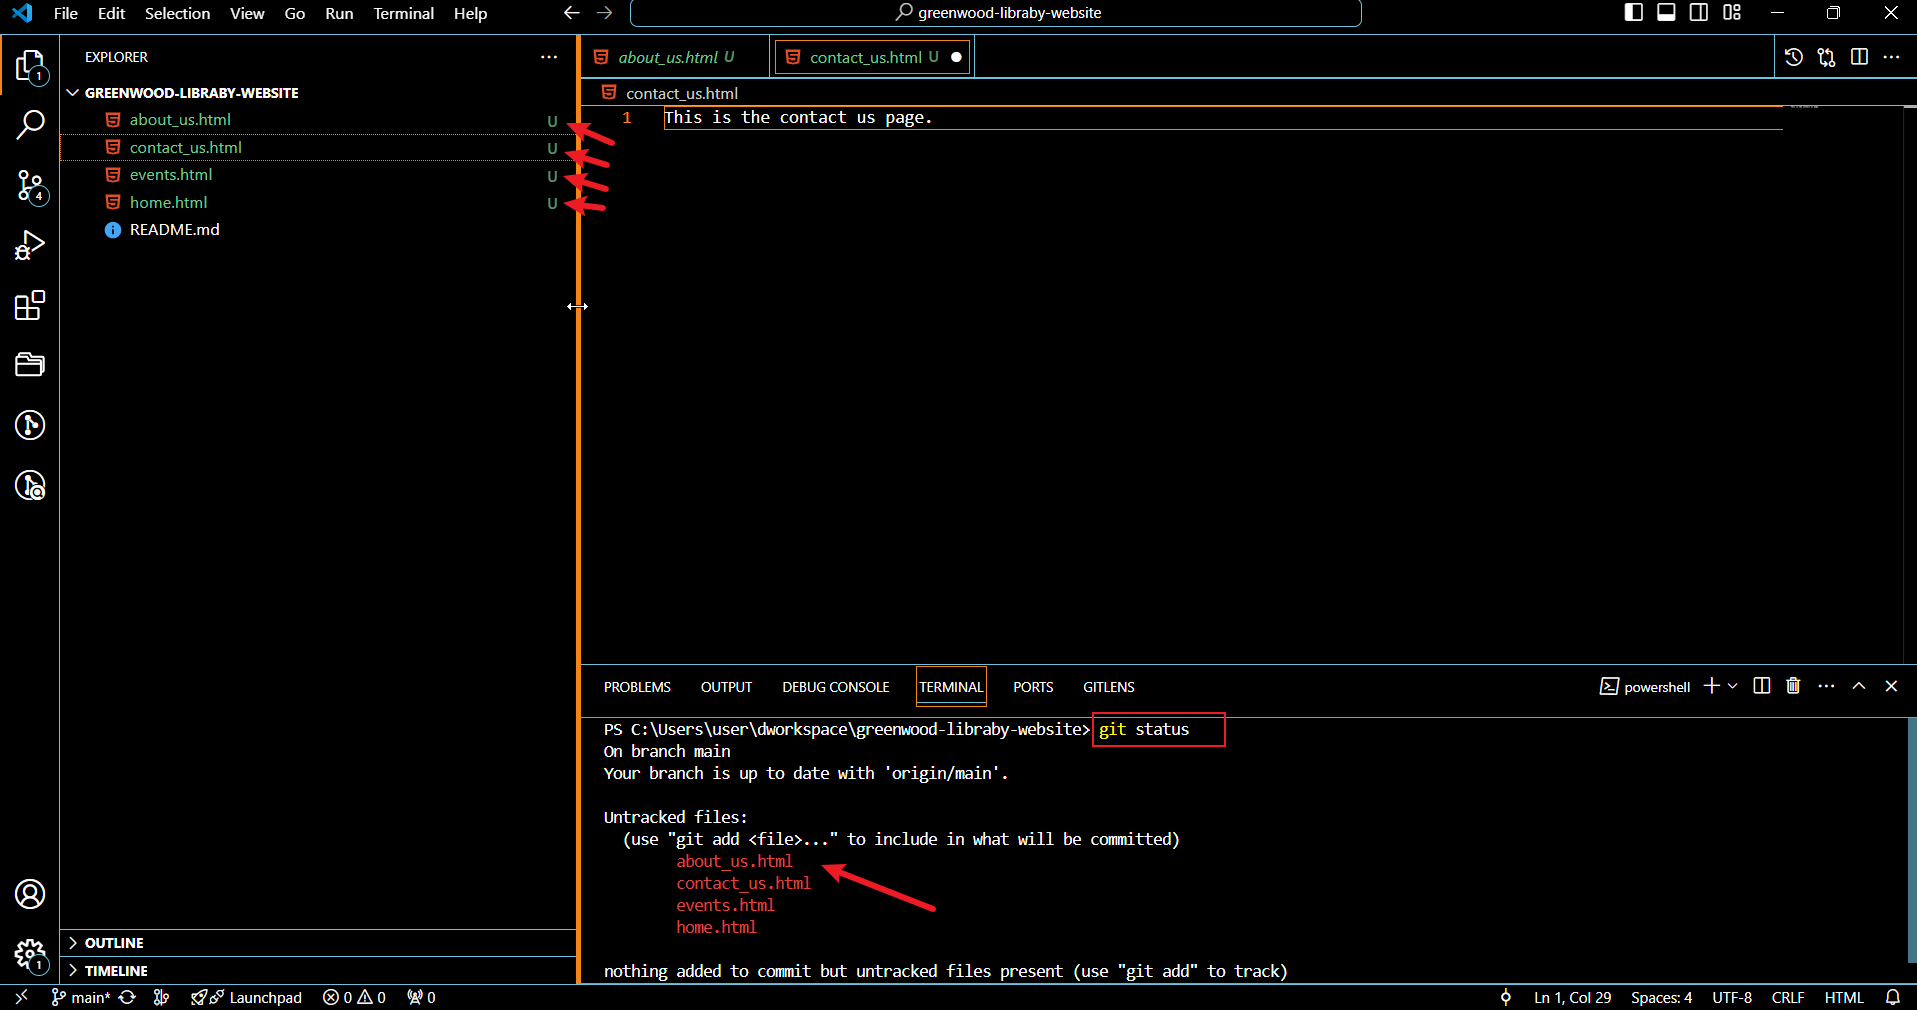 File Edit Selection View Go Run Terminal Help
greenwood-libraby-website
EXPLORER
1
GREENWOOD-LIBRABY-WEBSITE
about_us.html U
contact_us.html U
events.html U
home.html U
README.md
4
about_us.html U
contact_us.html U
contact_us.html
1 This is the contact us page.
PROBLEMS OUTPUT DEBUG CONSOLE TERMINAL PORTS GITLENS
powershell
PS C:\Users\user\dworkspace\greenwood-libraby-website> git status
On branch main
Your branch is up to date with 'origin/main'.
Untracked files:
(use "git add <file>..." to include in what will be committed)
about_us.html
contact_us.html
events.html
home.html
nothing added to commit but untracked files present (use "git add" to track)
OUTLINE
TIMELINE
1
main* Launchpad 0 0 0
Ln 1, Col 29 Spaces: 4 UTF-8 CRLF HTML